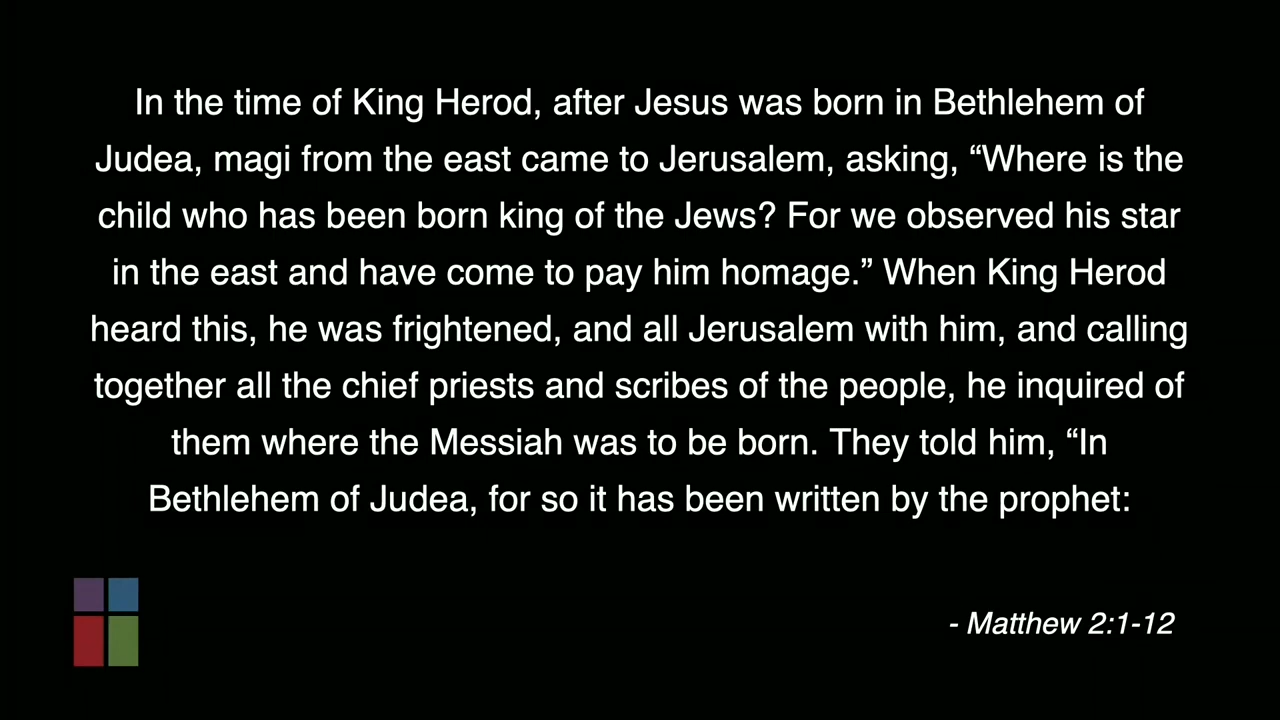 In the time of King Herod, after Jesus was born in Bethlehem of
Judea, magi from the east came to Jerusalem, asking, “Where is the
child who has been born king of the Jews? For we observed his star
in the east and have come to pay him homage.” When King Herod
heard this, he was frightened, and all Jerusalem with him, and calling
together all the chief priests and scribes of the people, he inquired of
them where the Messiah was to be born. They told him, “In
Bethlehem of Judea, for so it has been written by the prophet:
- Matthew 2:1-12